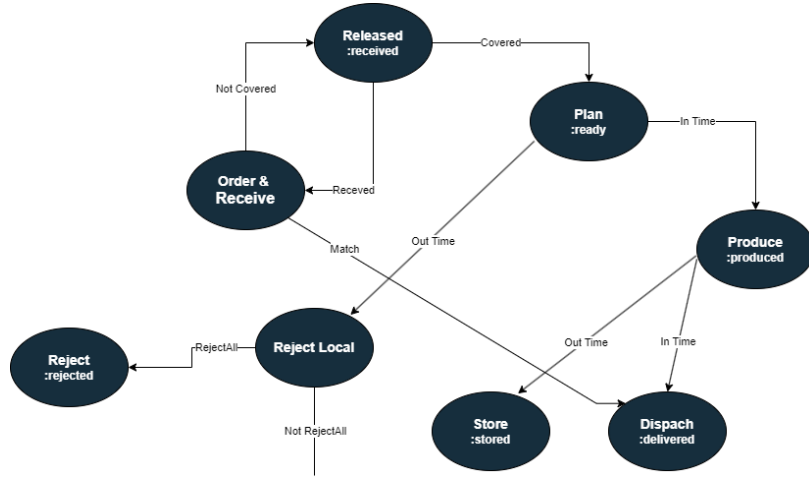 Released
:received
Covered
Not Covered
Plan
:ready
In Time
Order &
Receive
Receved
Match
Out Time
Produce
:produced
Reject Local
RejectAll
Reject
:rejected
Out Time
In Time
Not RejectAll
Store
:stored
Dispach
:delivered